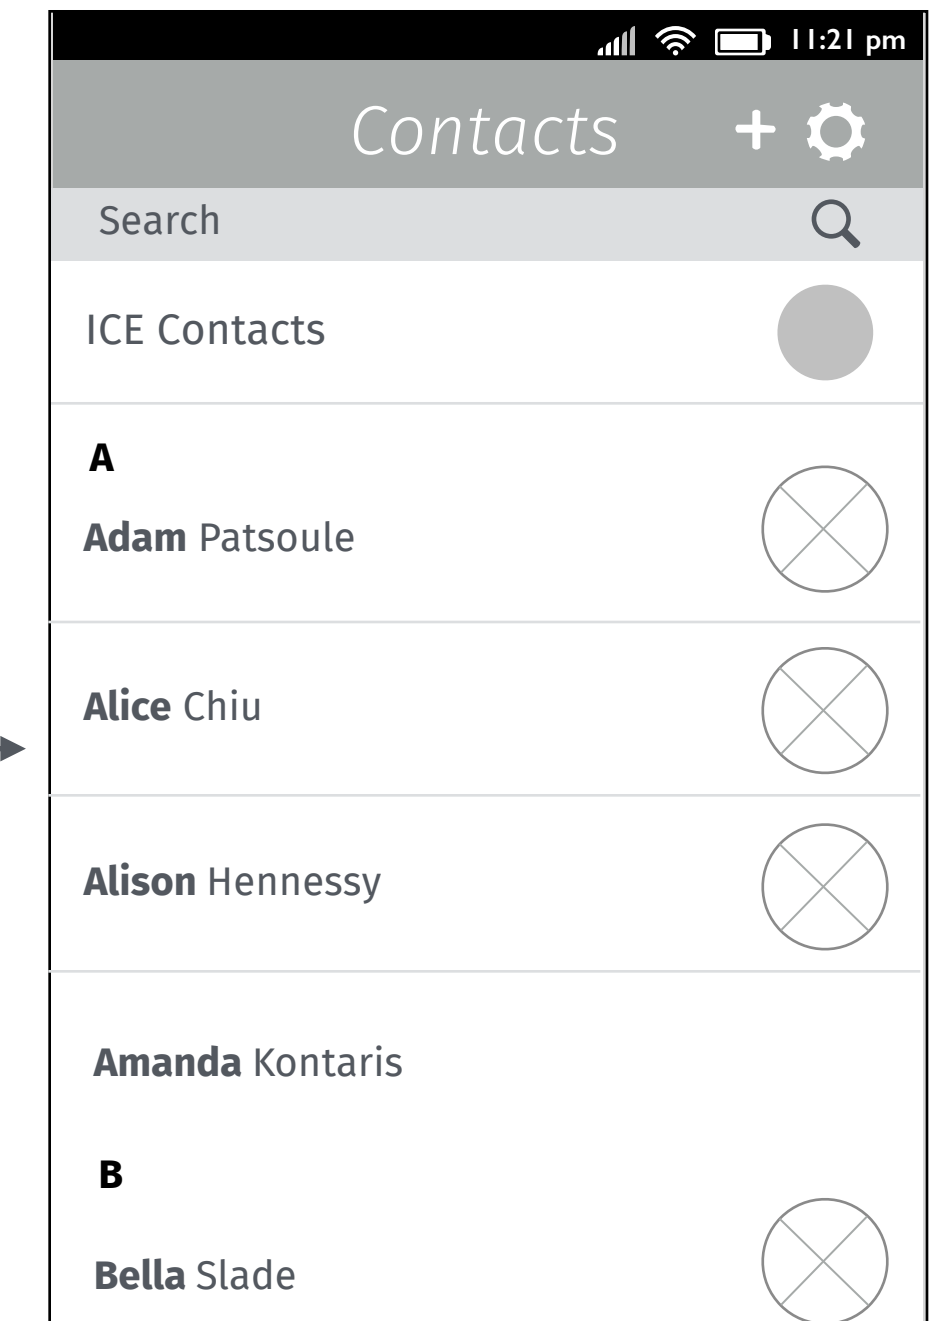 11:21 pm
Contacts
Search
ICE Contacts
A
Adam Patsoule
Alice Chiu
Alison Hennessy
Amanda Kontaris
B
Bella Slade